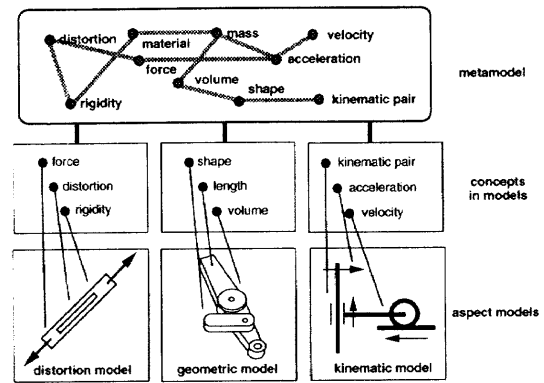 distortion
material
mass
velocity
force
acceleration
volume
shape
rigidity
kinematic pair
metamodel
force
distortion
rigidity
shape
length
volume
kinematic pair
acceleration
velocity
concepts
in models
distortion model
geometric model
kinematic model
aspect models